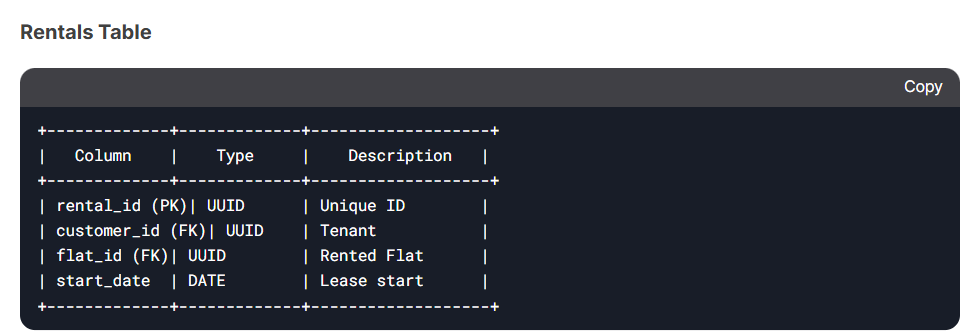 Rentals Table
Copy
+-------------+-------------+-------------------+
|   Column    |    Type     |    Description   |
+-------------+-------------+-------------------+
| rental_id (PK)| UUID      | Unique ID        |
| customer_id (FK)| UUID    | Tenant           |
| flat_id (FK)| UUID        | Rented Flat      |
| start_date  | DATE        | Lease start      |
+-------------+-------------+-------------------+